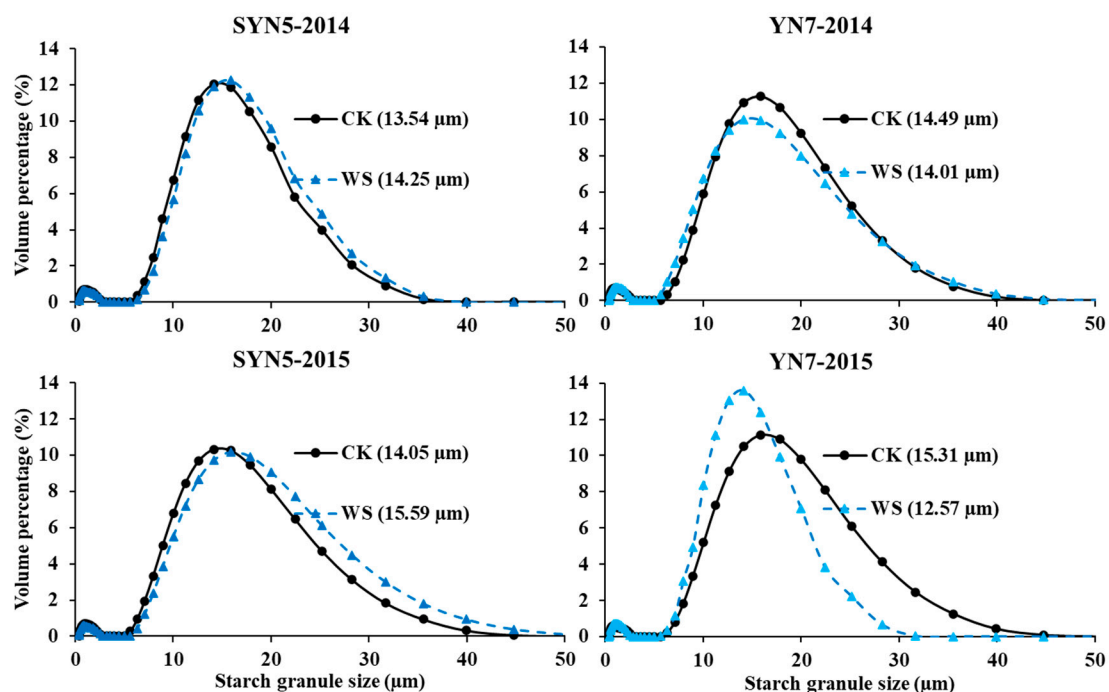 SYN5-2014
YN7-2014
Volume percentage (%)
14
12
10
8
6
4
2
0
0 10 20 30 40 50
CK (13.54 μm)
WS (14.25 μm)
14
12
10
8
6
4
2
0
0 10 20 30 40 50
CK (14.49 μm)
WS (14.01 μm)
SYN5-2015
YN7-2015
Volume percentage (%)
14
12
10
8
6
4
2
0
0 10 20 30 40 50
CK (14.05 μm)
WS (15.59 μm)
Starch granule size (μm)
14
12
10
8
6
4
2
0
0 10 20 30 40 50
CK (15.31 μm)
WS (12.57 μm)
Starch granule size (μm)